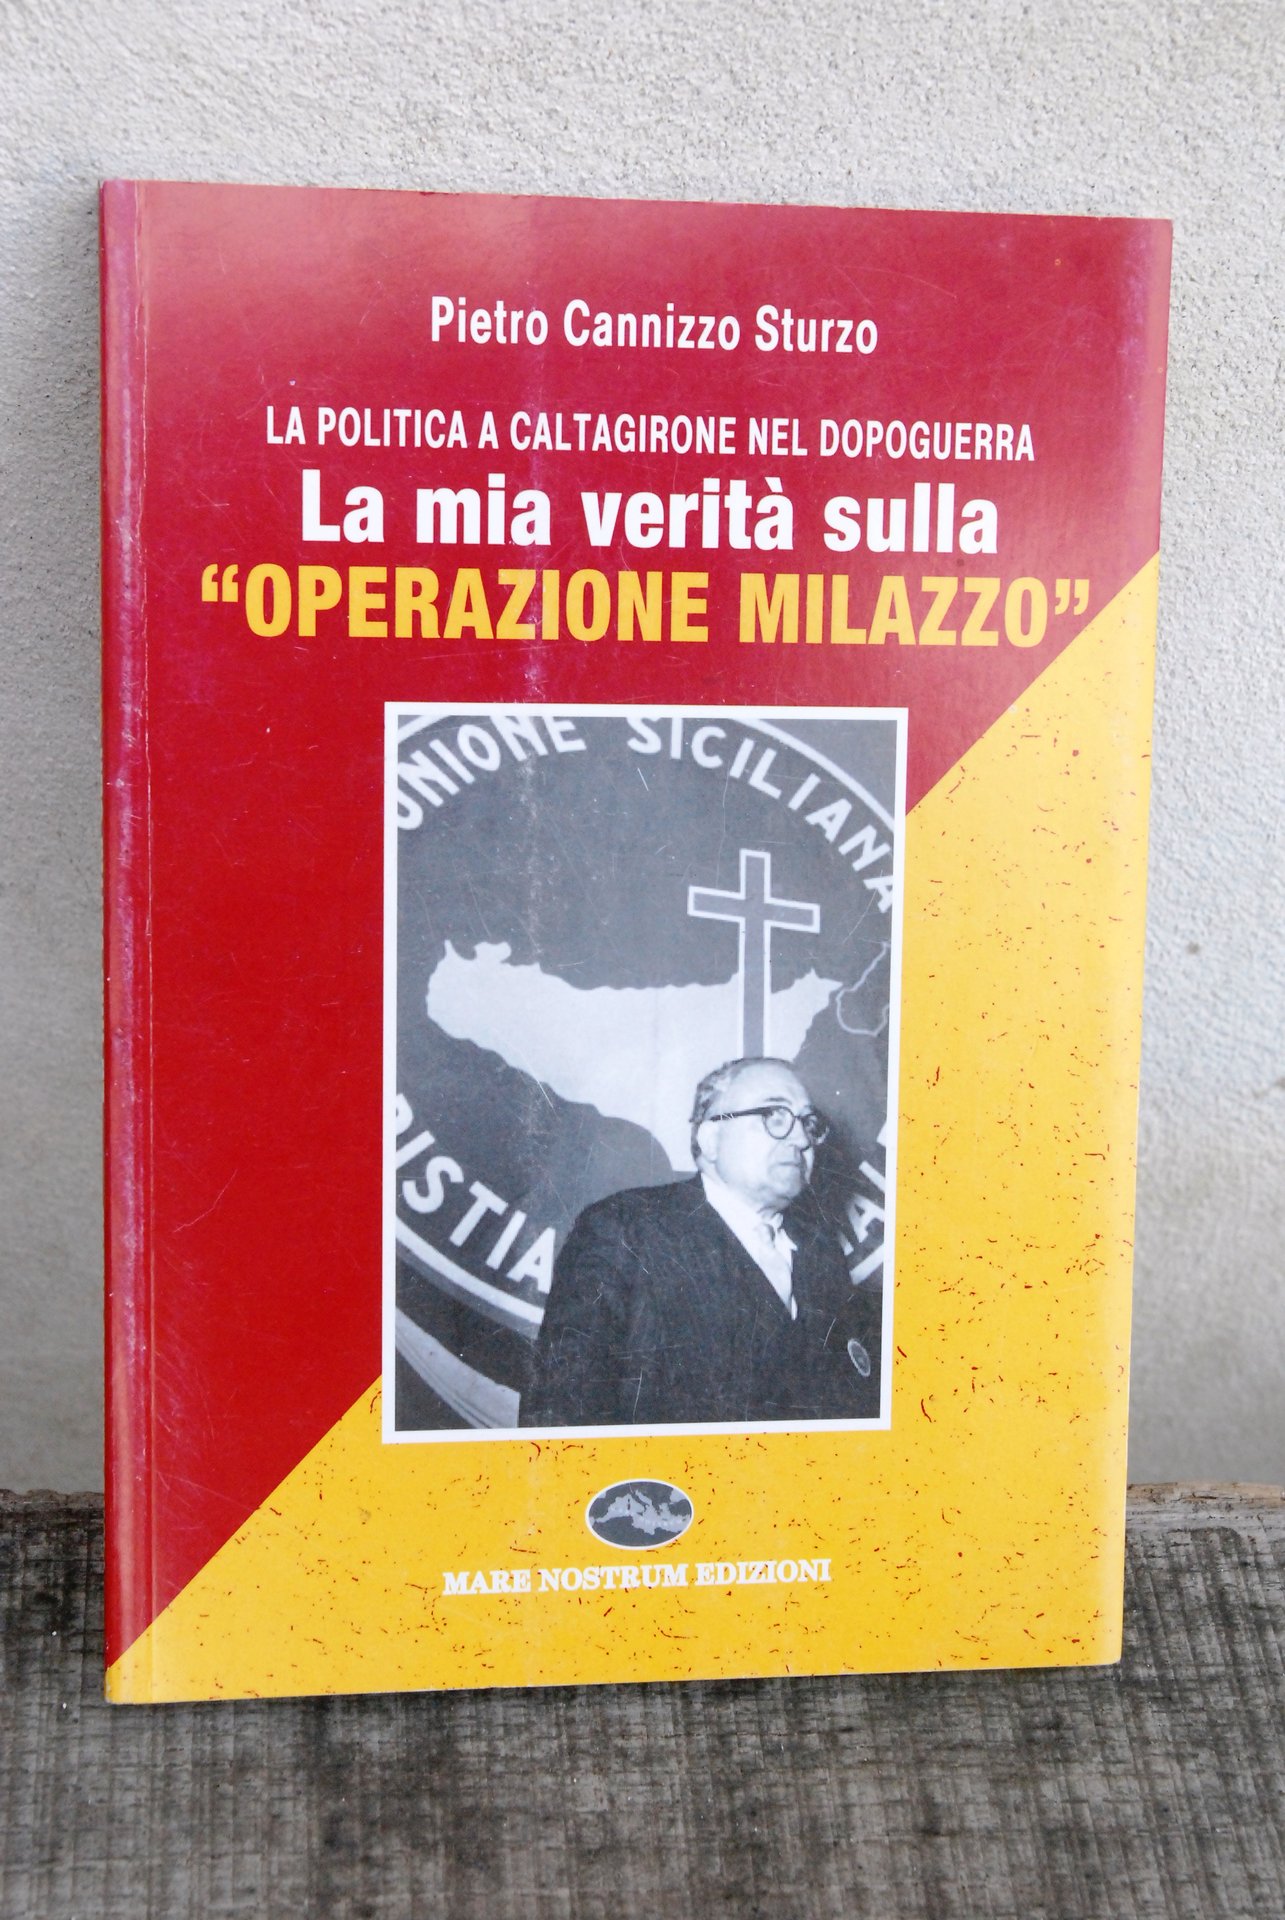 Pietro Cannizzo Sturzo
LA POLITICA A CALTAGIRONE NEL DOPOGUERRA
La mia verità sulla
“OPERAZIONE MILAZZO”
UNIONE SICILIANA
RISTIA
MARE NOSTRUM EDIZIONI